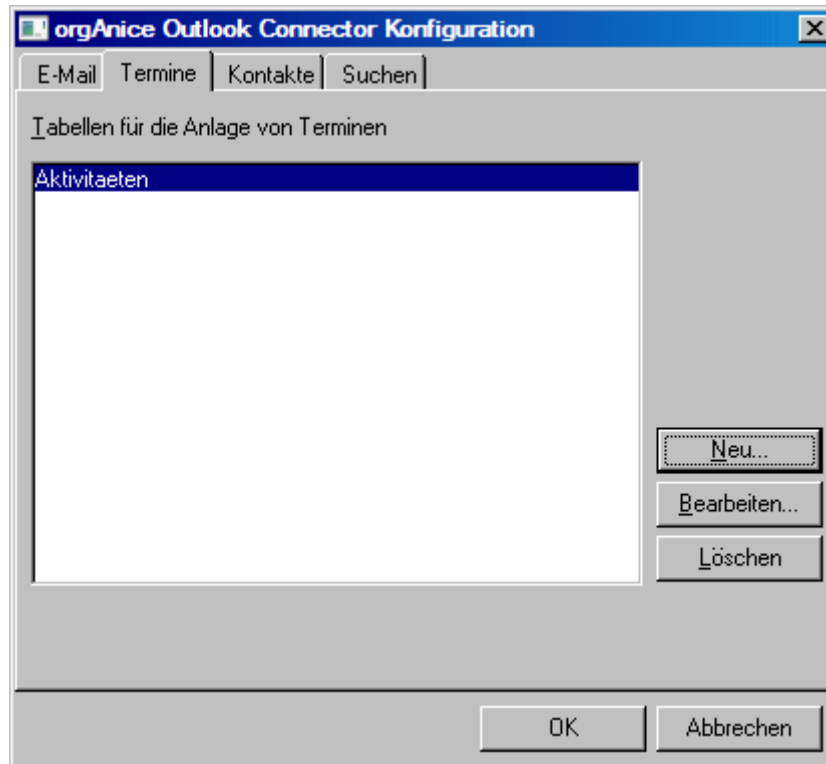 orgAnice Outlook Connector Konfiguration
E-Mail Termine Kontakte Suchen
Tabellen für die Anlage von Terminen
Aktivitaeten
Neu...
Bearbeiten...
Löschen
OK Abbrechen